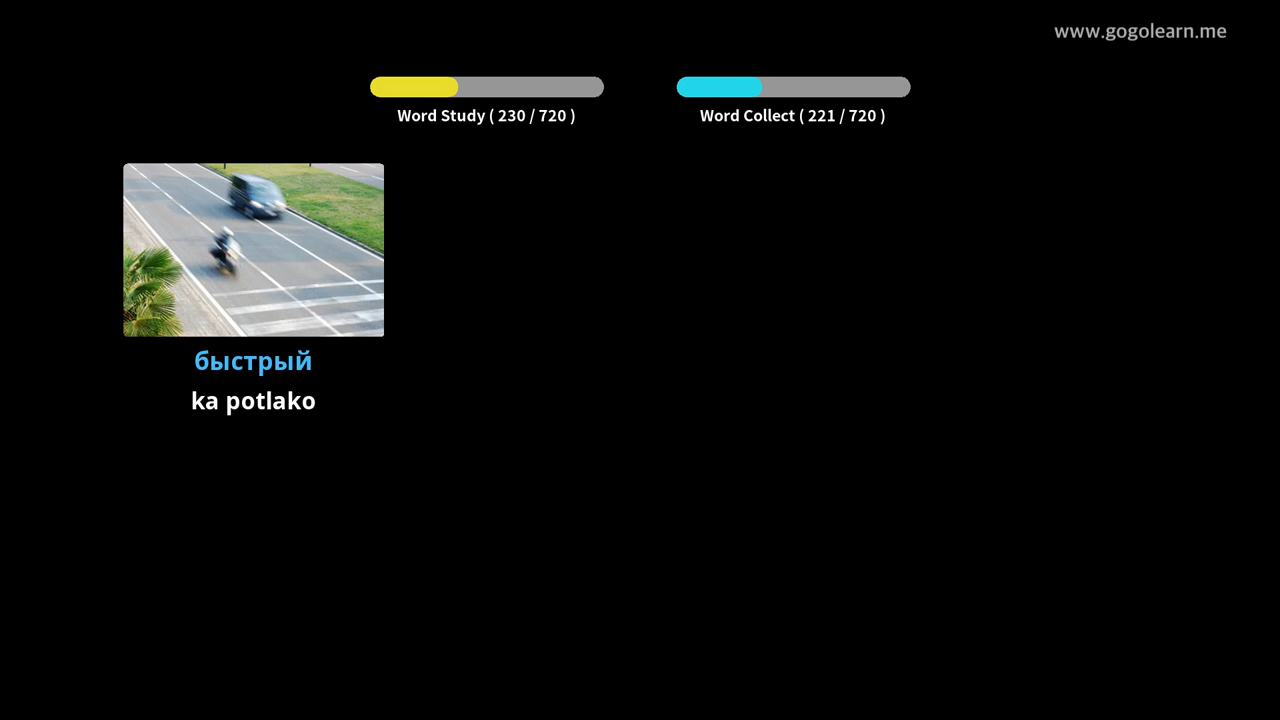 www.gogolearn.me
Word Study ( 230 / 720 )
Word Collect ( 221 / 720 )
быстрый
ka potlako